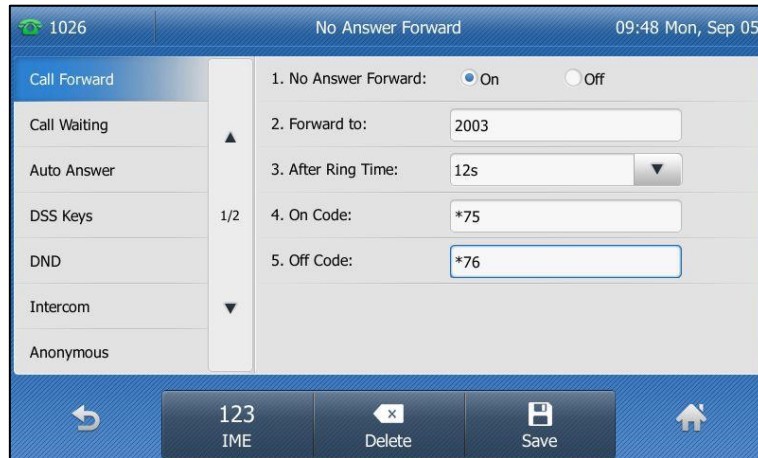 1026 No Answer Forward 09:48 Mon, Sep 05
Call Forward
Call Waiting
Auto Answer
DSS Keys
DND
Intercom
Anonymous
1/2
1. No Answer Forward: On Off
2. Forward to: 2003
3. After Ring Time: 12s
4. On Code: *75
5. Off Code: *76
123 IME
Delete
Save